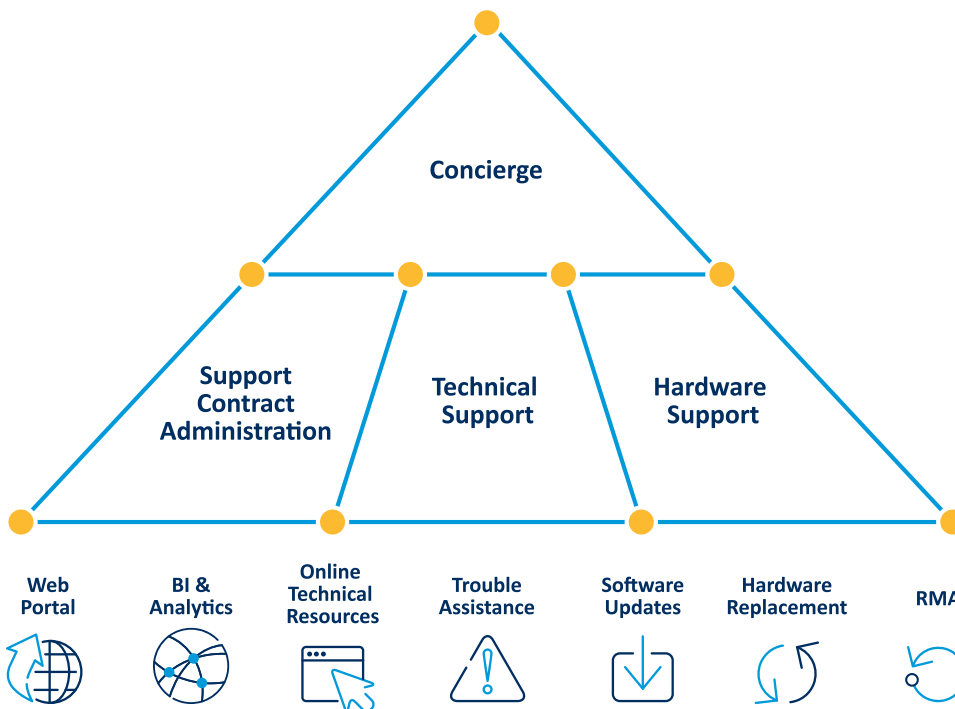 Concierge
Support
Contract
Administration
Technical
Support
Hardware
Support
Web
Portal
BI &
Analytics
Online
Technical
Resources
Trouble
Assistance
Software
Updates
Hardware
Replacement
RMA